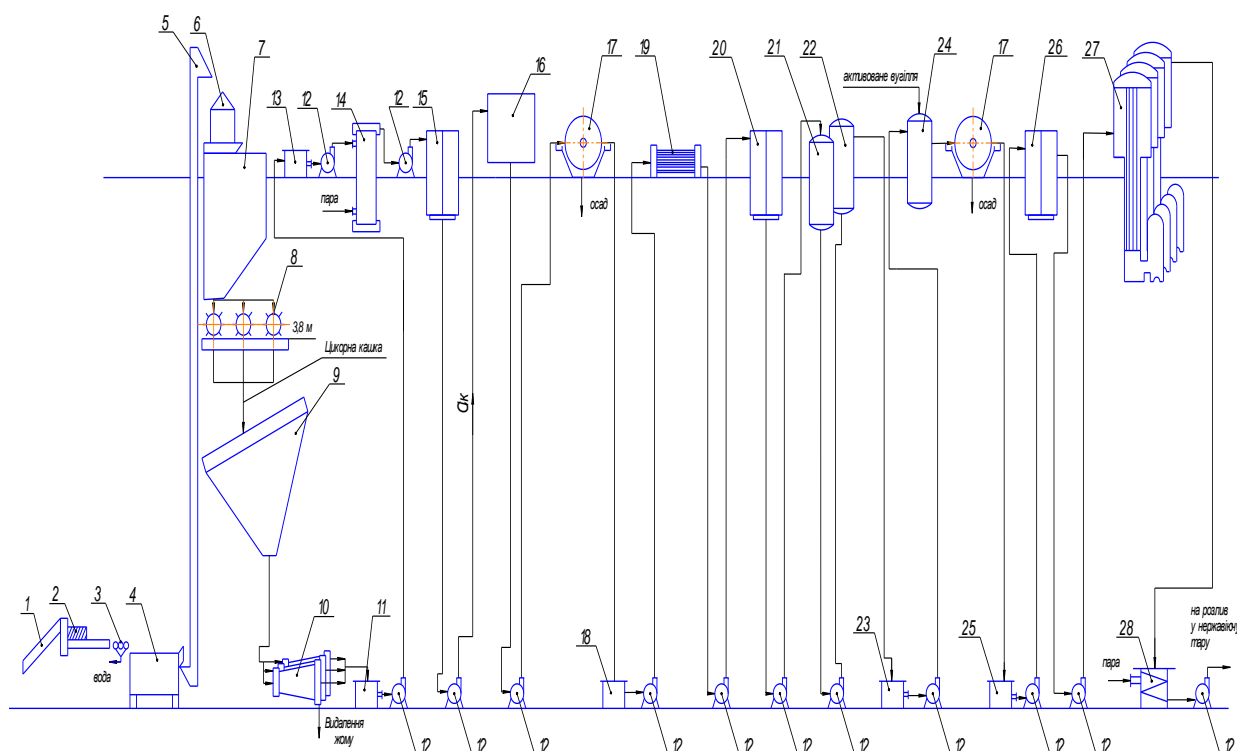 5
6
7
13
12
14
12
15
16
17
19
20
21
22
24
17
26
27
активоване вугілля
пара
осад
осад
8
3,8 м
Цикорна кашка
9
ак
1
2
3
4
вода
10
11
18
23
25
28
на розлив
у нержавіючу
тару
пара
Видалення
жому
12
12
12
12
12
12
12
12
12
12
12